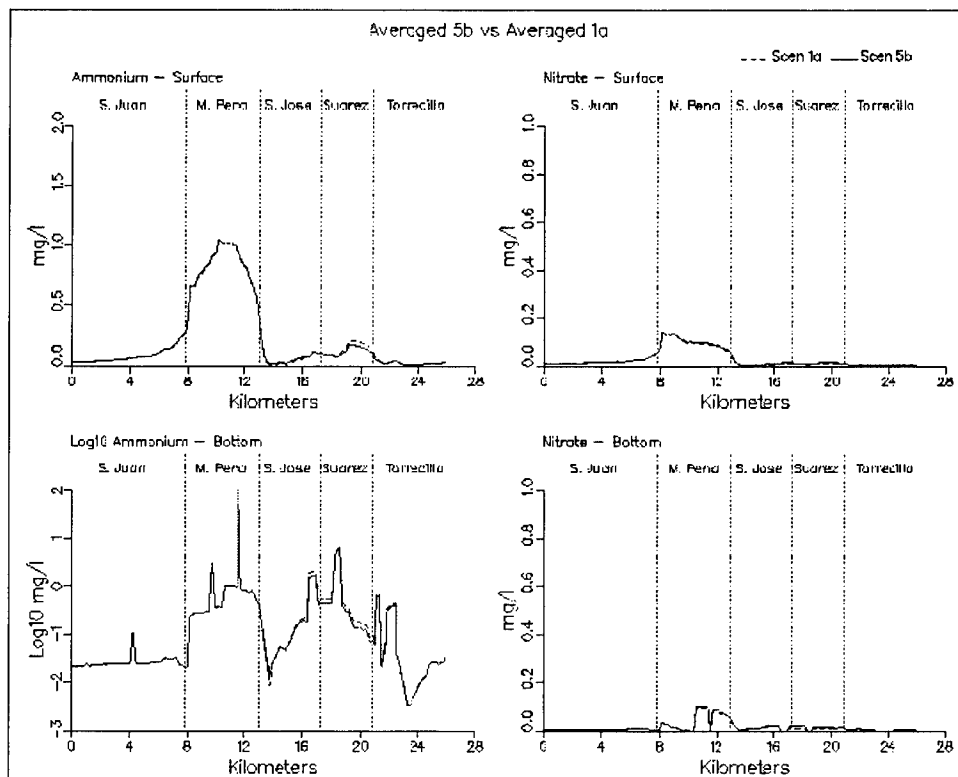 Averaged 5b vs Averaged 1a
Scen 1a Scen 5b
Ammonium – Surface
S. Juan M. Pena S. Jose Suarez Torrecilla
2.0
1.5
1.0
0.5
0.0
mg/l
0 4 8 12 16 20 24 28
Kilometers
Nitrate – Surface
S. Juan M. Pena S. Jose Suarez Torrecilla
1.0
0.8
0.6
0.4
0.2
0.0
mg/l
0 4 8 12 16 20 24 28
Kilometers
Log10 Ammonium – Bottom
S. Juan M. Pena S. Jose Suarez Torrecilla
2
1
0
-1
-2
-3
Log10 mg/l
0 4 8 12 16 20 24 28
Kilometers
Nitrate – Bottom
S. Juan M. Pena S. Jose Suarez Torrecilla
1.0
0.8
0.6
0.4
0.2
0.0
mg/l
0 4 8 12 16 20 24 28
Kilometers